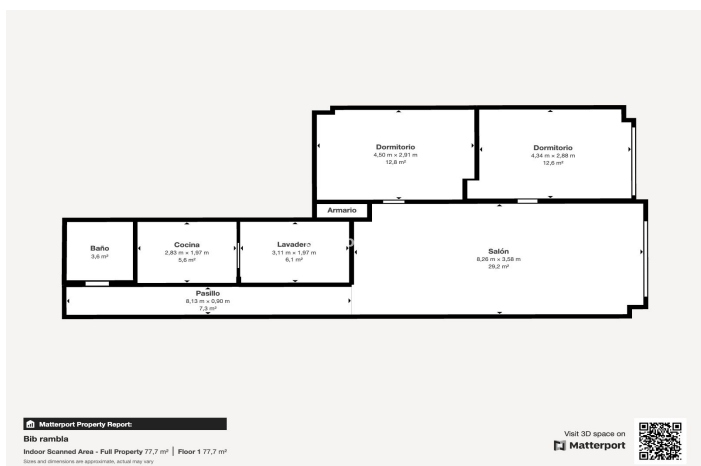 Dormitorio
4,50 m × 2,91 m
12,8 m²
Dormitorio
4,34 m × 2,88 m
12,6 m²
Armario
Baño
3,6 m²
Cocina
2,83 m × 1,97 m
5,6 m²
Lavadero
3,11 m × 1,97 m
6,1 m²
Salón
8,26 m × 3,58 m
29,2 m²
Pasillo
8,13 m × 0,90 m
7,3 m²
Matterport Property Report:
Bib rambla
Indoor Scanned Area - Full Property 77,7 m² | Floor 1 77,7 m²
Sizes and dimensions are approximate, actual may vary
Visit 3D space on
Matterport